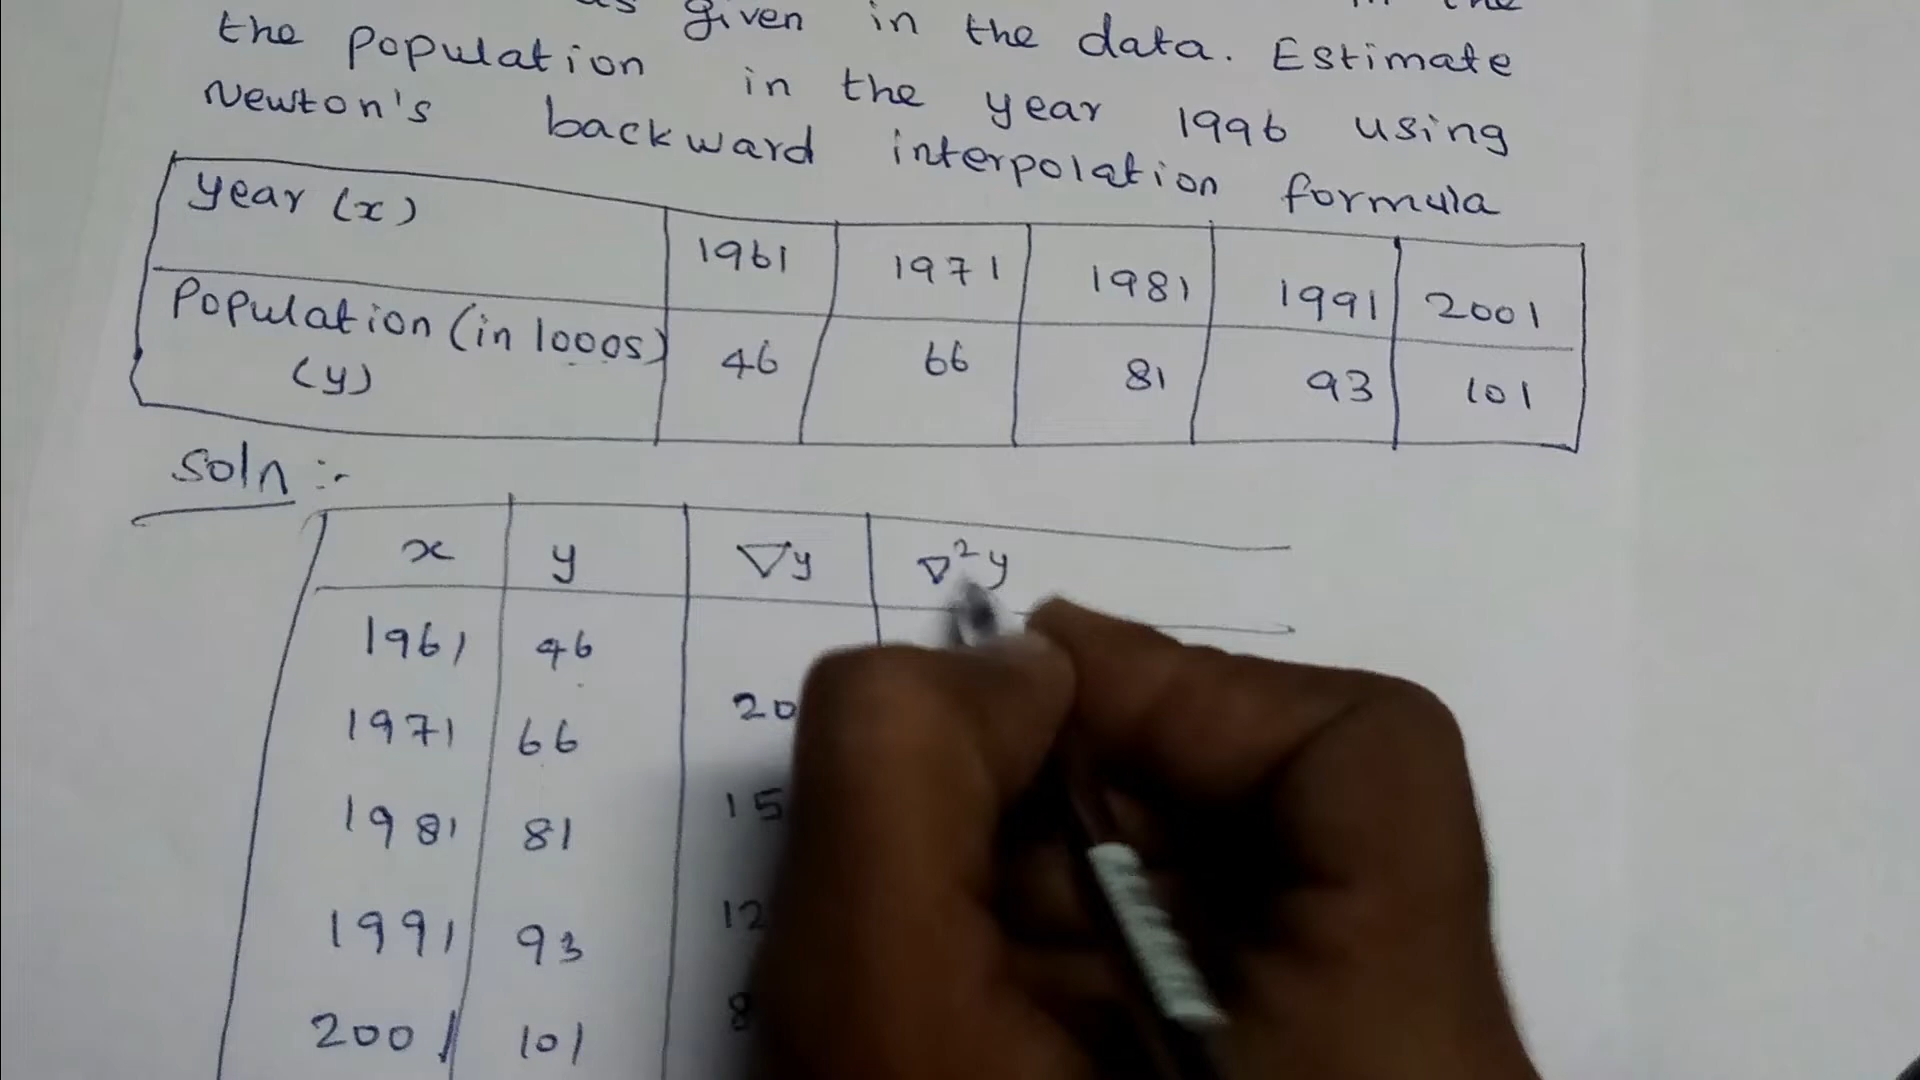 given in the data. Estimate
the population in the year 1996 using
Newton's backward interpolation formula
Year (x) 1961 1971 1981 1991 2001
Population (in 1000s) (y) 46 66 81 93 101
Soln :-
x y ∇y ∇²y
1961 46
20
1971 66
15
1981 81
12
1991 93
8
2001 101